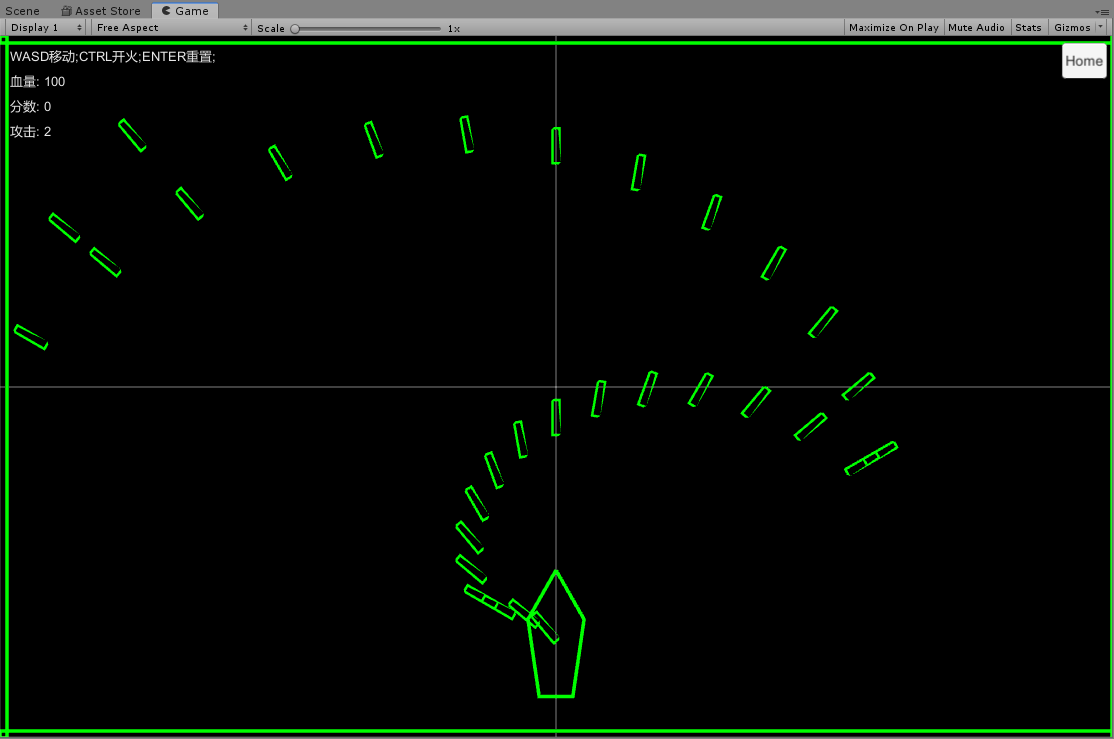 Scene Asset Store Game
Display 1 Free Aspect Scale 1x Maximize On Play Mute Audio Stats Gizmos
WASD移动;CTRL开火;ENTER重置;
Home
血量: 100
分数: 0
攻击: 2